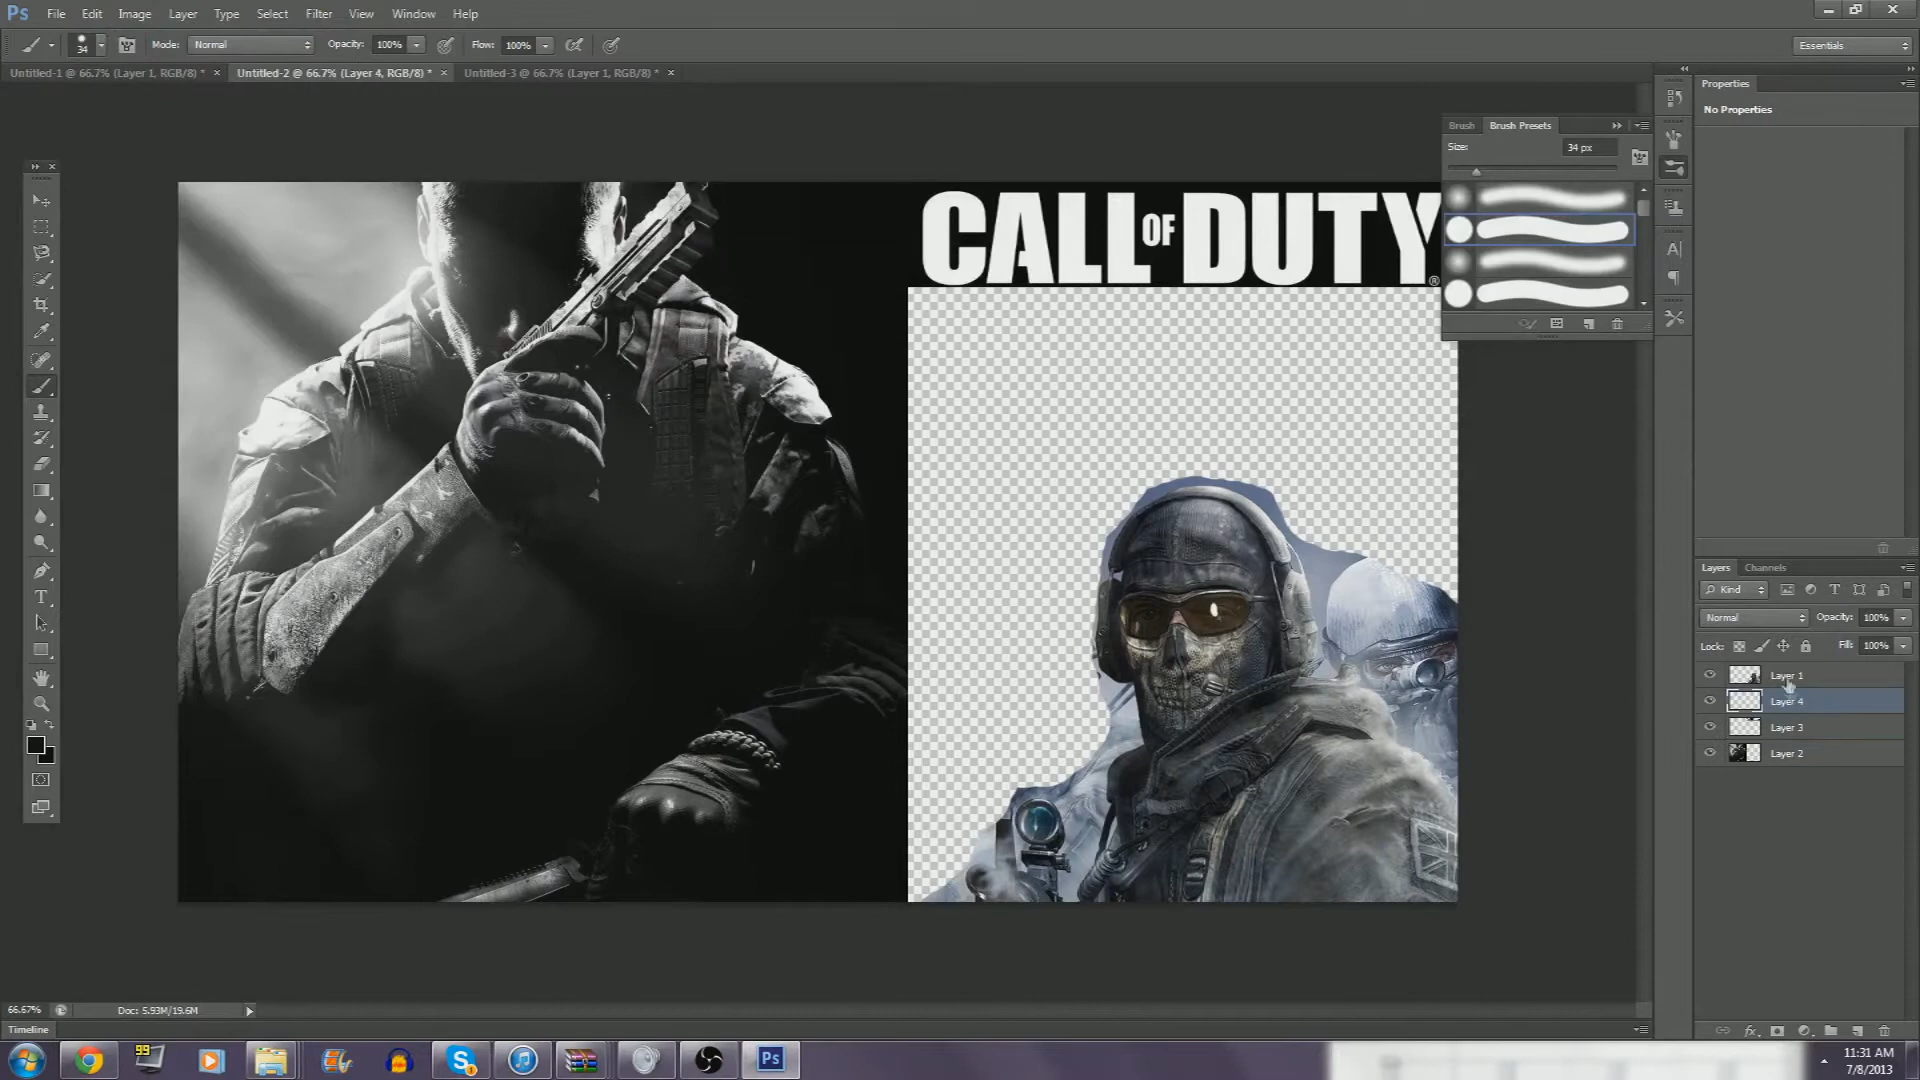 Ps File Edit Image Layer Type Select Filter View Window Help
34 Mode: Normal Opacity: 100% Flow: 100% Essentials
Untitled-1 @ 66.7% (Layer 1, RGB/8) * × Untitled-2 @ 66.7% (Layer 4, RGB/8) * × Untitled-3 @ 66.7% (Layer 1, RGB/8) * ×
Properties
No Properties
Brush Brush Presets
Size: 34 px
CALL OF DUTY ®
Layers Channels
Kind
Normal Opacity: 100%
Lock: Fill: 100%
Layer 1
Layer 4
Layer 3
Layer 2
66.67% Doc: 5.93M/19.6M
Timeline
99
Ps
11:31 AM
7/8/2013